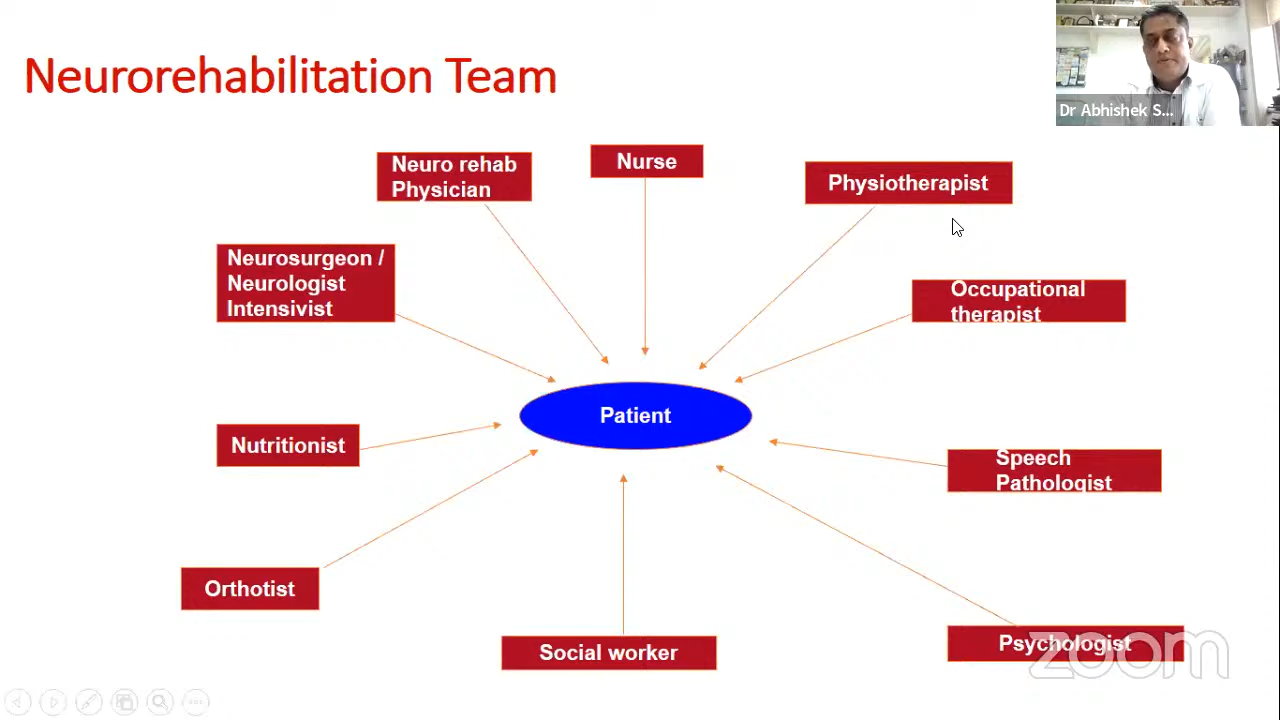 Neurorehabilitation Team
Dr Abhishek S...
Neuro rehab
Physician
Nurse
Physiotherapist
Neurosurgeon /
Neurologist
Intensivist
Occupational
therapist
Patient
Nutritionist
Speech
Pathologist
Orthotist
Social worker
Psychologist
zoom